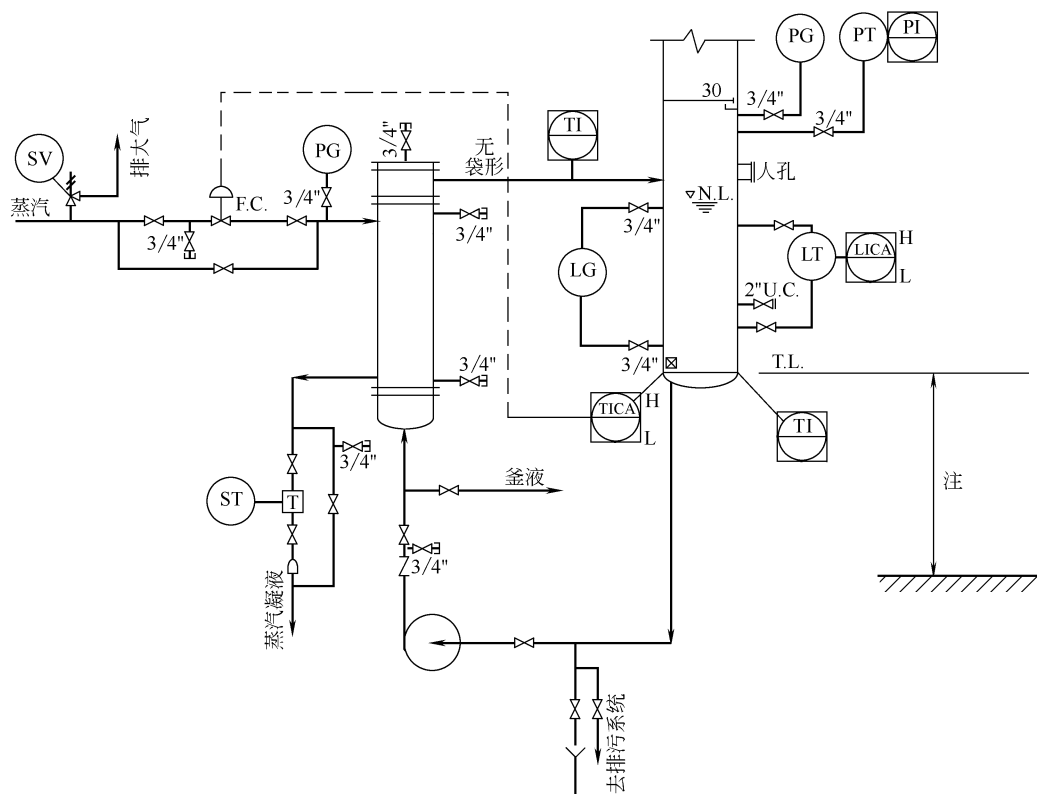 PG
PT
PI
30
3/4"
3/4"
3/4"
无
袋形
TI
SV
排大气
PG
人孔
N.L.
蒸汽
F.C.
3/4"
3/4"
3/4"
3/4"
LG
LT
LICA
H
L
2"U.C.
3/4"
3/4"
T.L.
TICA
H
L
TI
3/4"
釜液
注
ST
T
3/4"
蒸汽凝液
去排污系统